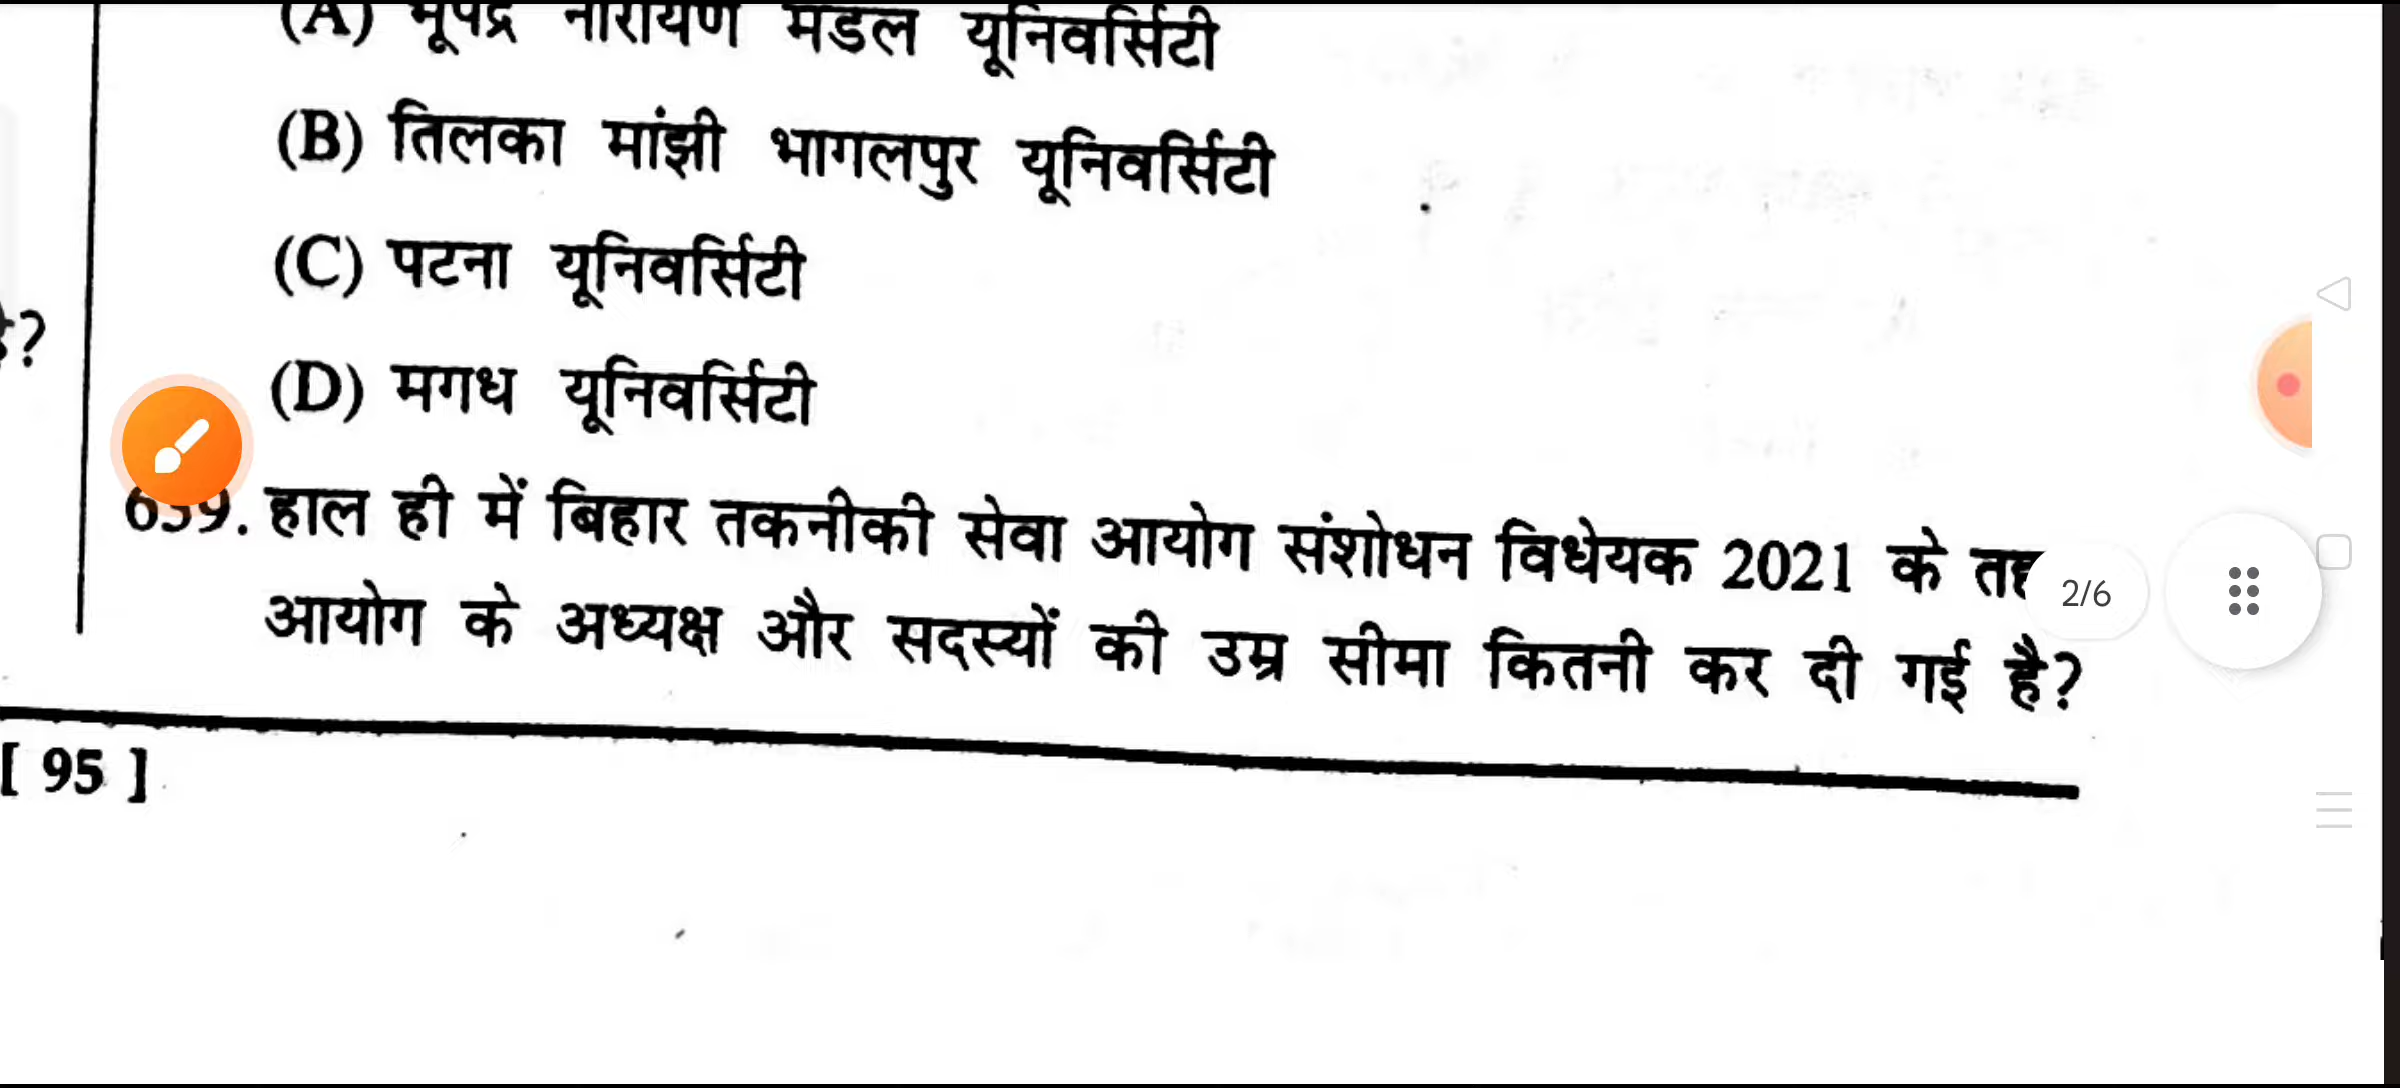 (A) भूपेंद्र नारायण मंडल यूनिवर्सिटी
(B) तिलका मांझी भागलपुर यूनिवर्सिटी
(C) पटना यूनिवर्सिटी
है?
(D) मगध यूनिवर्सिटी
659. हाल ही में बिहार तकनीकी सेवा आयोग संशोधन विधेयक 2021 के
आयोग के अध्यक्ष और सदस्यों की उम्र सीमा कितनी कर दी गई है?
2/6
[ 95 ]